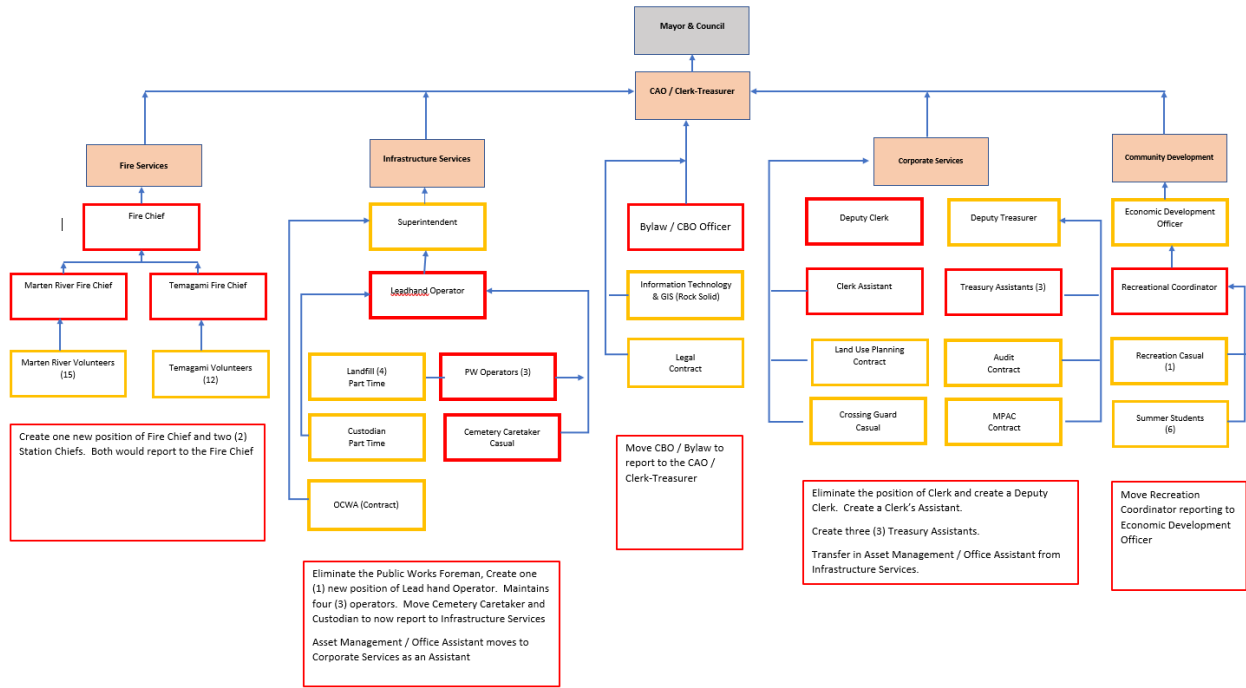 Mayor & Council
CAO / Clerk-Treasurer
Fire Services
Infrastructure Services
Corporate Services
Community Development
Fire Chief
Superintendent
Bylaw / CBO Officer
Deputy Clerk
Deputy Treasurer
Economic Development
Officer
Marten River Fire Chief
Temagami Fire Chief
Leadhand Operator
Information Technology
& GIS (Rock Solid)
Clerk Assistant
Treasury Assistants (3)
Recreational Coordinator
Marten River Volunteers
(15)
Temagami Volunteers
(12)
Landfill (4)
Part Time
PW Operators (3)
Legal
Contract
Land Use Planning
Contract
Audit
Contract
Recreation Casual
(1)
Custodian
Part Time
Cemetery Caretaker
Casual
Crossing Guard
Casual
MPAC
Contract
Summer Students
(6)
OCWA (Contract)
Create one new position of Fire Chief and two (2)
Station Chiefs.  Both would report to the Fire Chief
Eliminate the Public Works Foreman, Create one
(1) new position of Lead hand Operator.  Maintains
four (3) operators.  Move Cemetery Caretaker and
Custodian to now report to Infrastructure Services
Asset Management / Office Assistant moves to
Corporate Services as an Assistant
Move CBO / Bylaw to
report to the CAO /
Clerk-Treasurer
Eliminate the position of Clerk and create a Deputy
Clerk.  Create a Clerk's Assistant.
Create three (3) Treasury Assistants.
Transfer in Asset Management / Office Assistant from
Infrastructure Services.
Move Recreation
Coordinator reporting to
Economic Development
Officer